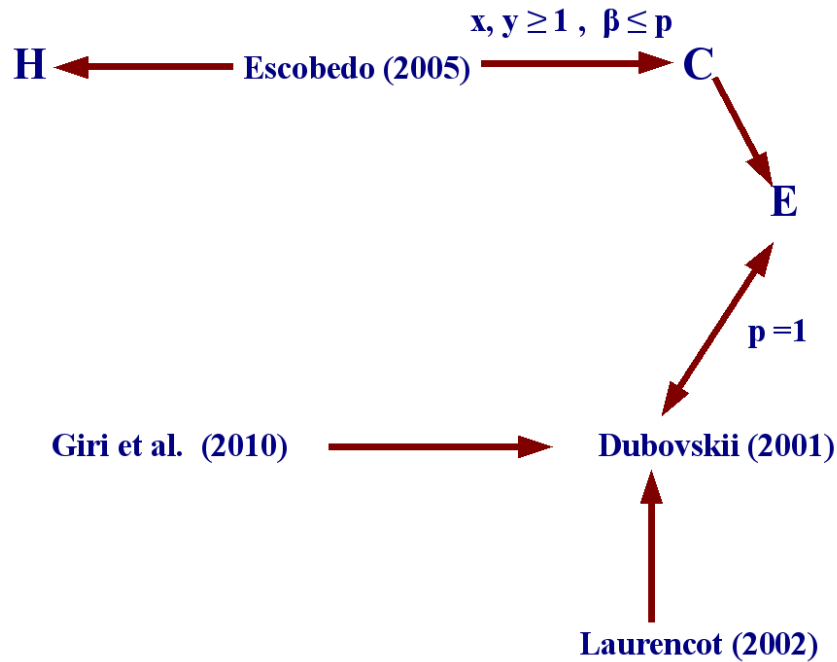 x, y ≥ 1 , β ≤ p
H
Escobedo (2005)
C
E
p =1
Giri et al. (2010)
Dubovskii (2001)
Laurencot (2002)